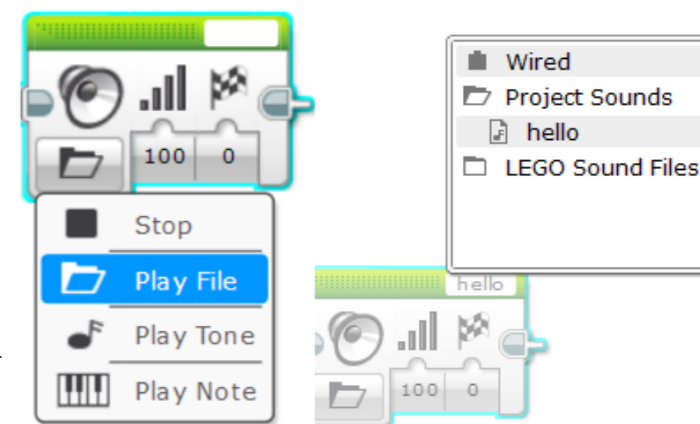 100 0
Stop
Play File
Play Tone
Play Note
Wired
Project Sounds
hello
LEGO Sound Files
hello
100 0